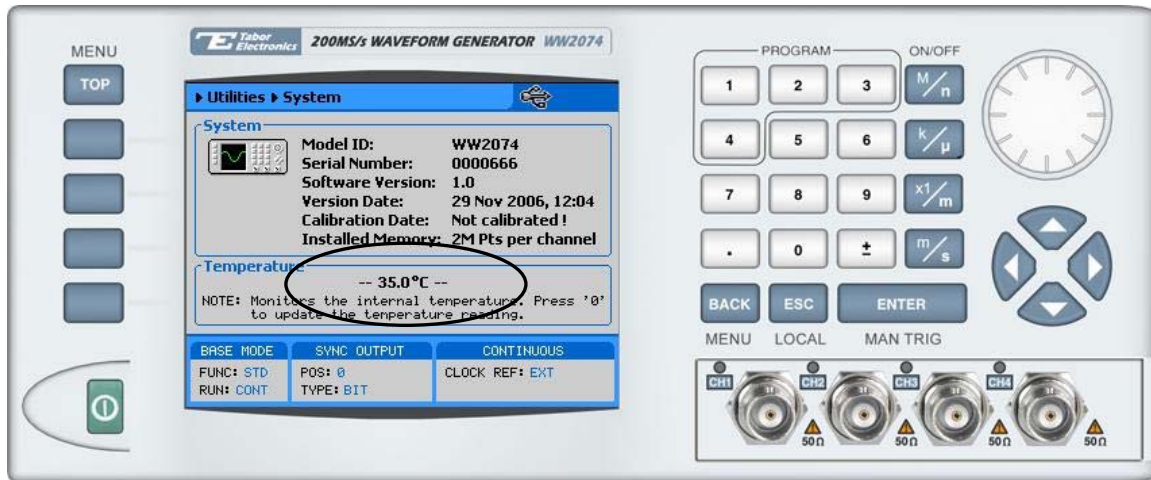 MENU
TOP
TE Tabor Electronics 200MS/s WAVEFORM GENERATOR WW2074
Utilities System
System
Model ID: WW2074
Serial Number: 0000666
Software Version: 1.0
Version Date: 29 Nov 2006, 12:04
Calibration Date: Not calibrated !
Installed Memory: 2M Pts per channel
Temperature
-- 35.0°C --
NOTE: Monitors the internal temperature. Press '0'
to update the temperature reading.
BASE MODE SYNC OUTPUT CONTINUOUS
FUNC: STD POS: 0 CLOCK REF: EXT
RUN: CONT TYPE: BIT
PROGRAM ON/OFF
1 2 3 M/n
4 5 6 k/μ
7 8 9 x1/m
. 0 ± m/s
BACK ESC ENTER
MENU LOCAL MAN TRIG
CH1 CH2 CH3 CH4
50Ω 50Ω 50Ω 50Ω